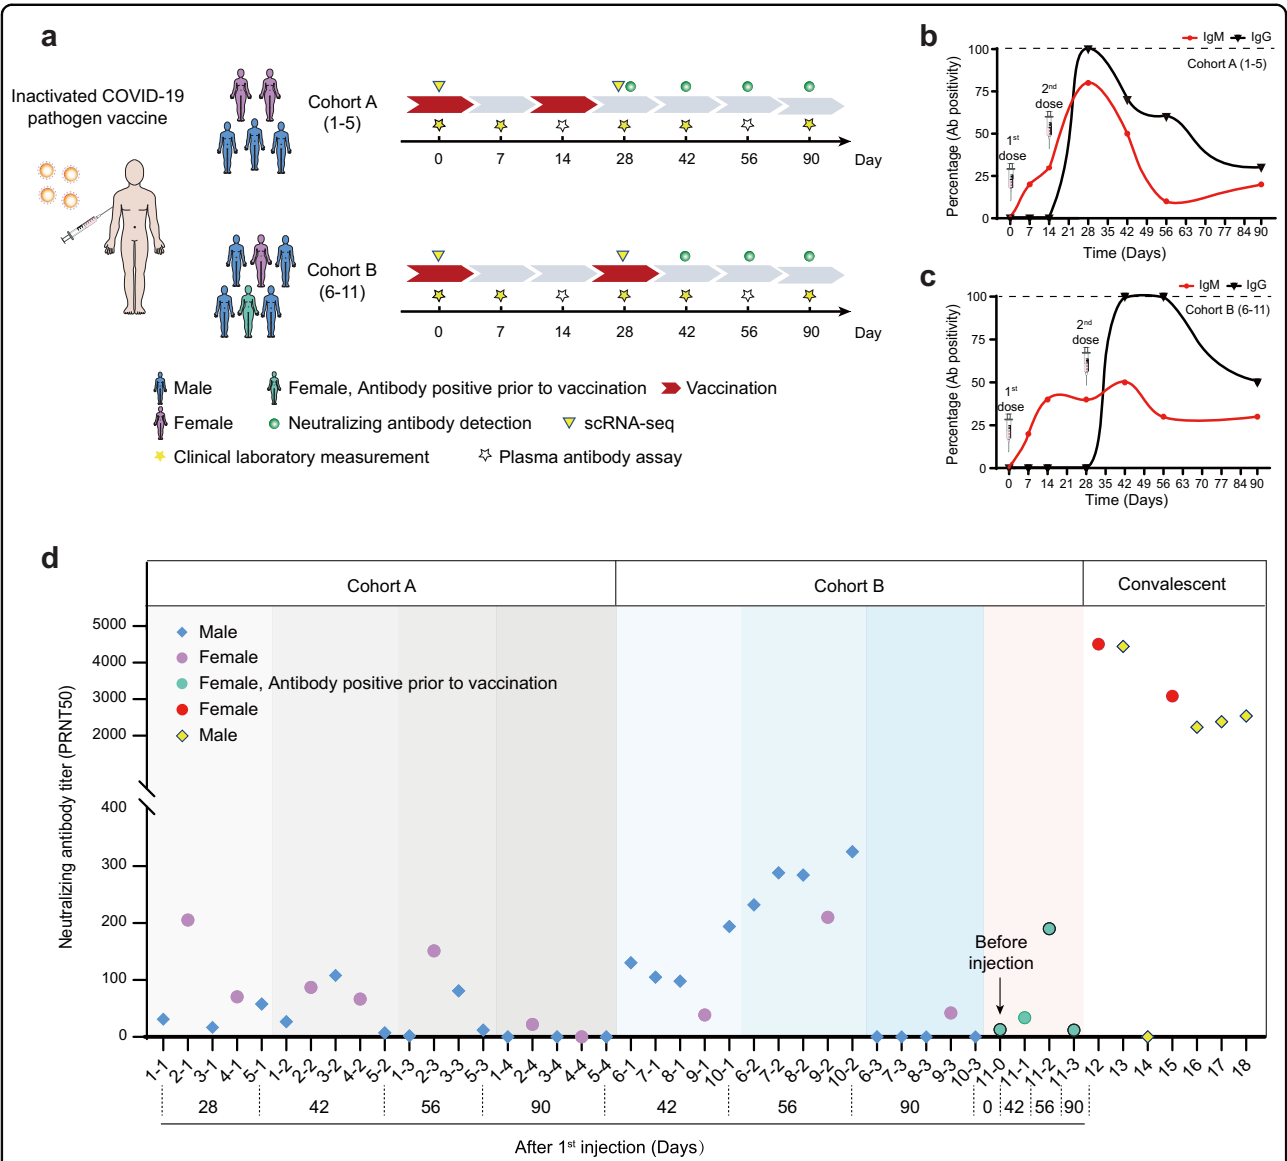 a
Inactivated COVID-19
pathogen vaccine
Cohort A
(1-5)
0 7 14 28 42 56 90 Day
Cohort B
(6-11)
0 7 14 28 42 56 90 Day
Male
Female, Antibody positive prior to vaccination
Vaccination
Female
Neutralizing antibody detection
scRNA-seq
Clinical laboratory measurement
Plasma antibody assay
b
IgM IgG
Cohort A (1-5)
Percentage (Ab positivity)
100
75
50
25
0
1st
dose
2nd
dose
0 7 14 21 28 35 42 49 56 63 70 77 84 90
Time (Days)
c
IgM IgG
Cohort B (6-11)
Percentage (Ab positivity)
100
75
50
25
0
1st
dose
2nd
dose
0 7 14 21 28 35 42 49 56 63 70 77 84 90
Time (Days)
d
Cohort A Cohort B Convalescent
Neutralizing antibody titer (PRNT50)
5000
4000
3000
2000
400
300
200
100
0
Male
Female
Female, Antibody positive prior to vaccination
Female
Male
Before
injection
1-1 2-1 3-1 4-1 5-1 1-2 2-2 3-2 4-2 5-2 1-3 2-3 3-3 5-3 1-4 2-4 3-4 4-4 5-4 6-1 7-1 8-1 9-1 10-1 6-2 7-2 8-2 9-2 10-2 6-3 7-3 8-3 9-3 10-3 11-0 11-1 11-2 11-3 12 13 14 15 16 17 18
28 42 56 90 42 56 90 0 42 56 90
After 1st injection (Days)